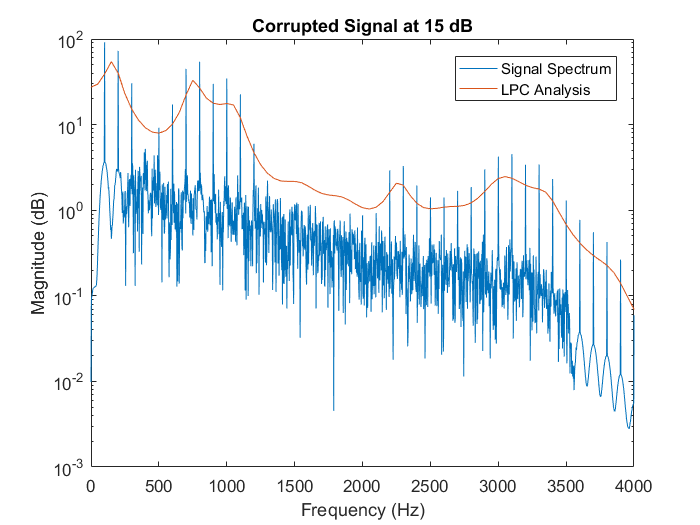 Corrupted Signal at 15 dB
Signal Spectrum
LPC Analysis
Magnitude (dB)
10^2
10^1
10^0
10^-1
10^-2
10^-3
0 500 1000 1500 2000 2500 3000 3500 4000
Frequency (Hz)